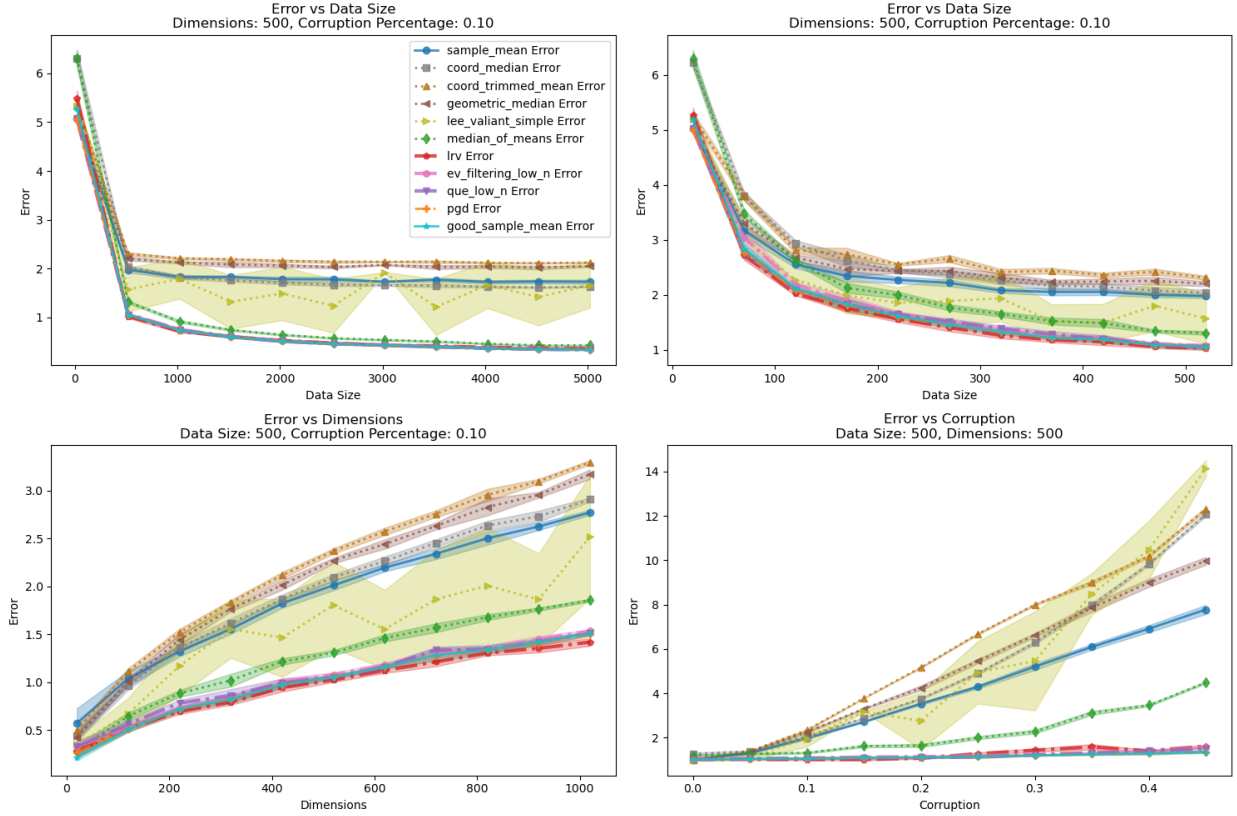 Error vs Data Size
Dimensions: 500, Corruption Percentage: 0.10
Error
6
5
4
3
2
1
0
1000
2000
3000
4000
5000
Data Size
sample_mean Error
coord_median Error
coord_trimmed_mean Error
geometric_median Error
lee_valiant_simple Error
median_of_means Error
lrv Error
ev_filtering_low_n Error
que_low_n Error
pgd Error
good_sample_mean Error
Error vs Data Size
Dimensions: 500, Corruption Percentage: 0.10
Error
6
5
4
3
2
1
0
100
200
300
400
500
Data Size
Error vs Dimensions
Data Size: 500, Corruption Percentage: 0.10
Error
3.0
2.5
2.0
1.5
1.0
0.5
0
200
400
600
800
1000
Dimensions
Error vs Corruption
Data Size: 500, Dimensions: 500
Error
14
12
10
8
6
4
2
0.0
0.1
0.2
0.3
0.4
Corruption